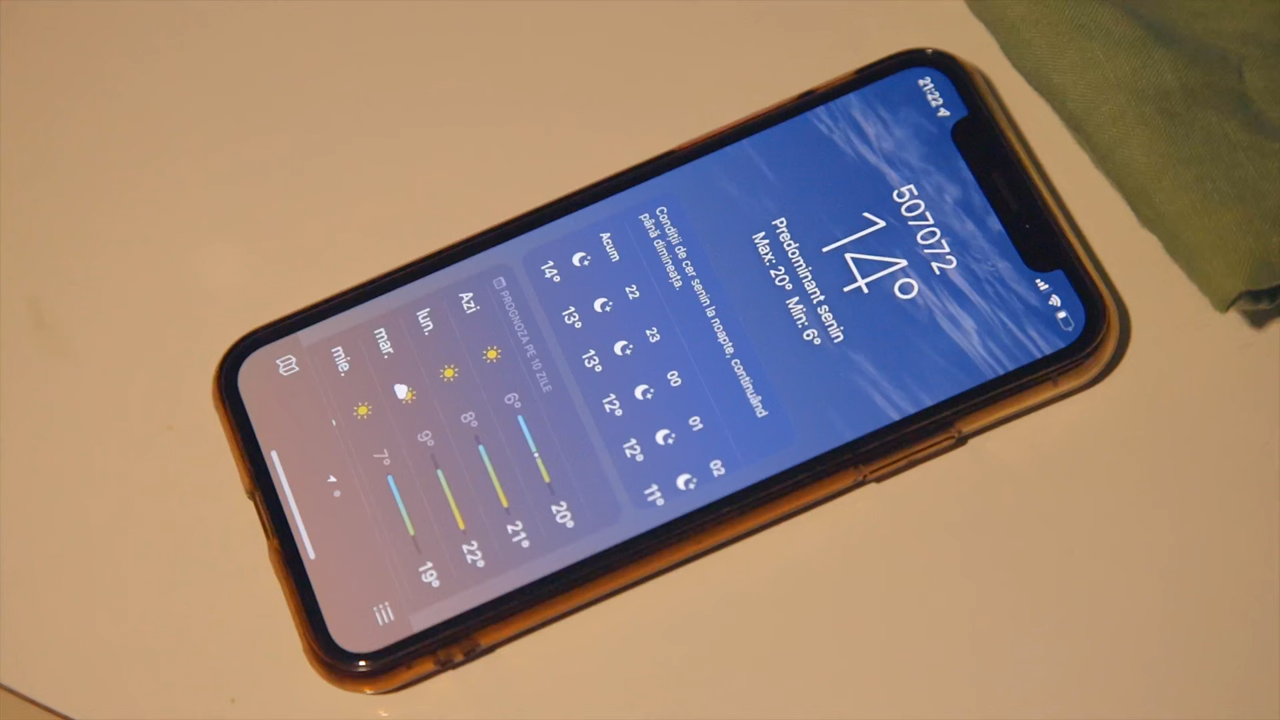 21:22
507072
14°
Predominant senin
Max: 20° Min: 6°
Condiții de cer senin la noapte, continuând
până dimineața.
Acum 22 23 00 01 02
14° 13° 13° 12° 12° 11°
PROGNOZA PE 10 ZILE
Azi 6° 20°
lun. 8° 21°
mar. 9° 22°
mie. 7° 19°